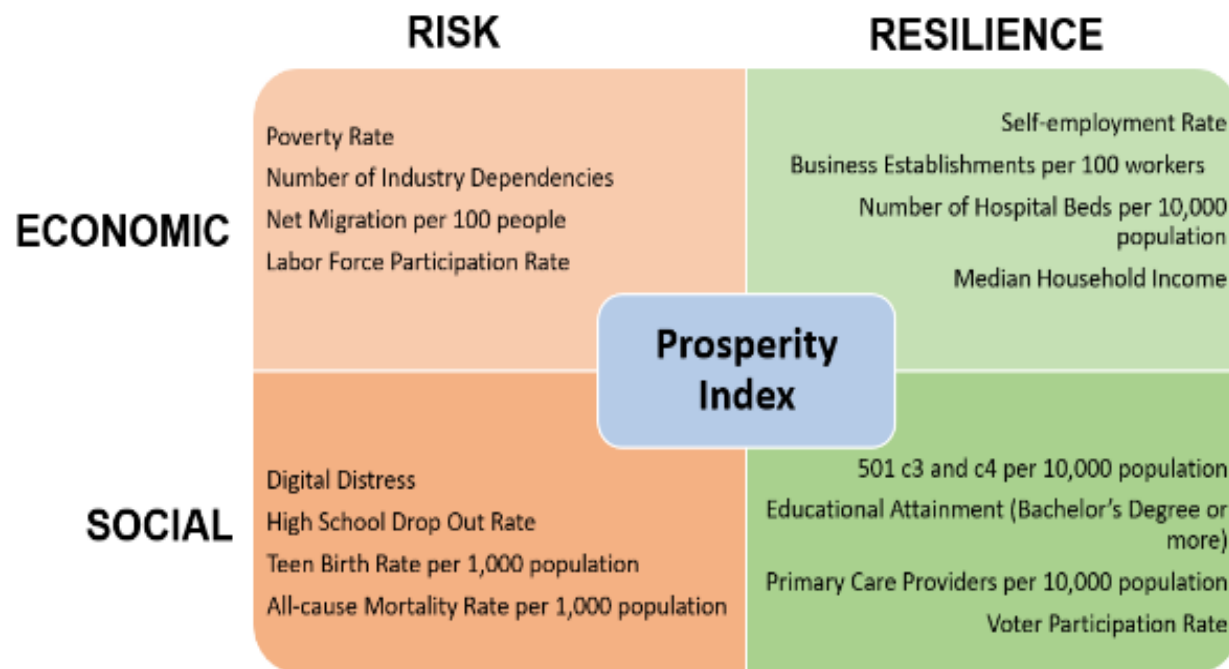 RISK
RESILIENCE
ECONOMIC
Poverty Rate
Number of Industry Dependencies
Net Migration per 100 people
Labor Force Participation Rate
Self-employment Rate
Business Establishments per 100 workers
Number of Hospital Beds per 10,000
population
Median Household Income
Prosperity
Index
SOCIAL
Digital Distress
High School Drop Out Rate
Teen Birth Rate per 1,000 population
All-cause Mortality Rate per 1,000 population
501 c3 and c4 per 10,000 population
Educational Attainment (Bachelor's Degree or
more)
Primary Care Providers per 10,000 population
Voter Participation Rate